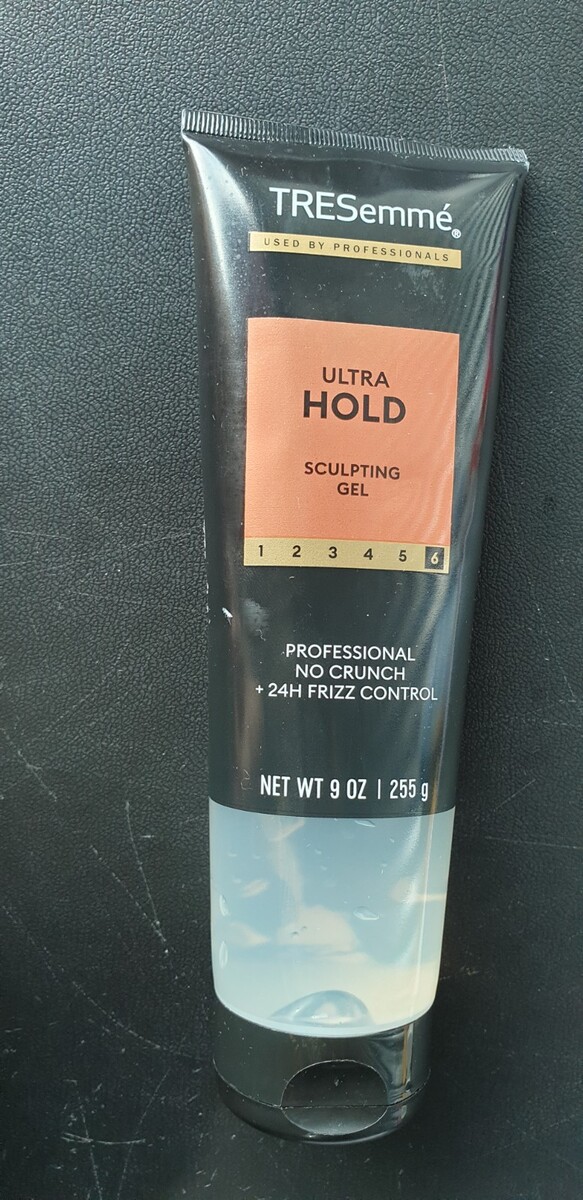 TRESemmé®
USED BY PROFESSIONALS
ULTRA
HOLD
SCULPTING
GEL
1 2 3 4 5 6
PROFESSIONAL
NO CRUNCH
+ 24H FRIZZ CONTROL
NET WT 9 OZ | 255 g